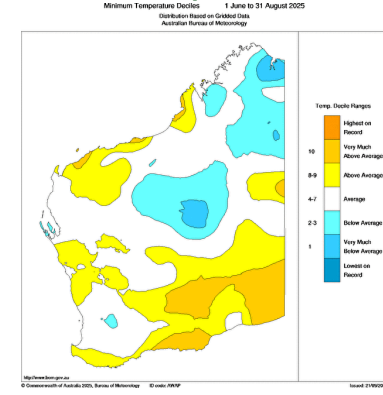 Minimum Temperature Deciles 1 June to 31 August 2025
Distribution Based on Gridded Data
Australian Bureau of Meteorology
Temp. Decile Ranges
Highest on
Record
10 Very Much
Above Average
8-9 Above Average
4-7 Average
2-3 Below Average
1 Very Much
Below Average
Lowest on
Record
http://www.bom.gov.au
© Commonwealth of Australia 2025, Bureau of Meteorology ID code: Issued: